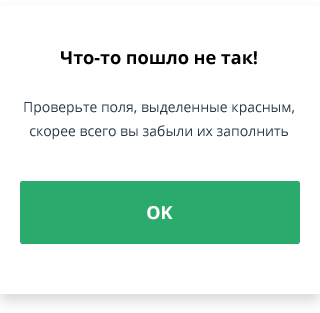 Что-то пошло не так!
Проверьте поля, выделенные красным,
скорее всего вы забыли их заполнить
OK